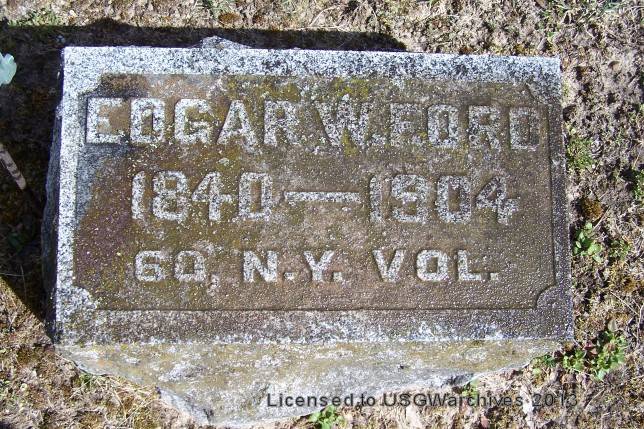 EDGAR W. FORD
1840—1904
60, N.Y. VOL.
Licensed to USGWarchives 2013